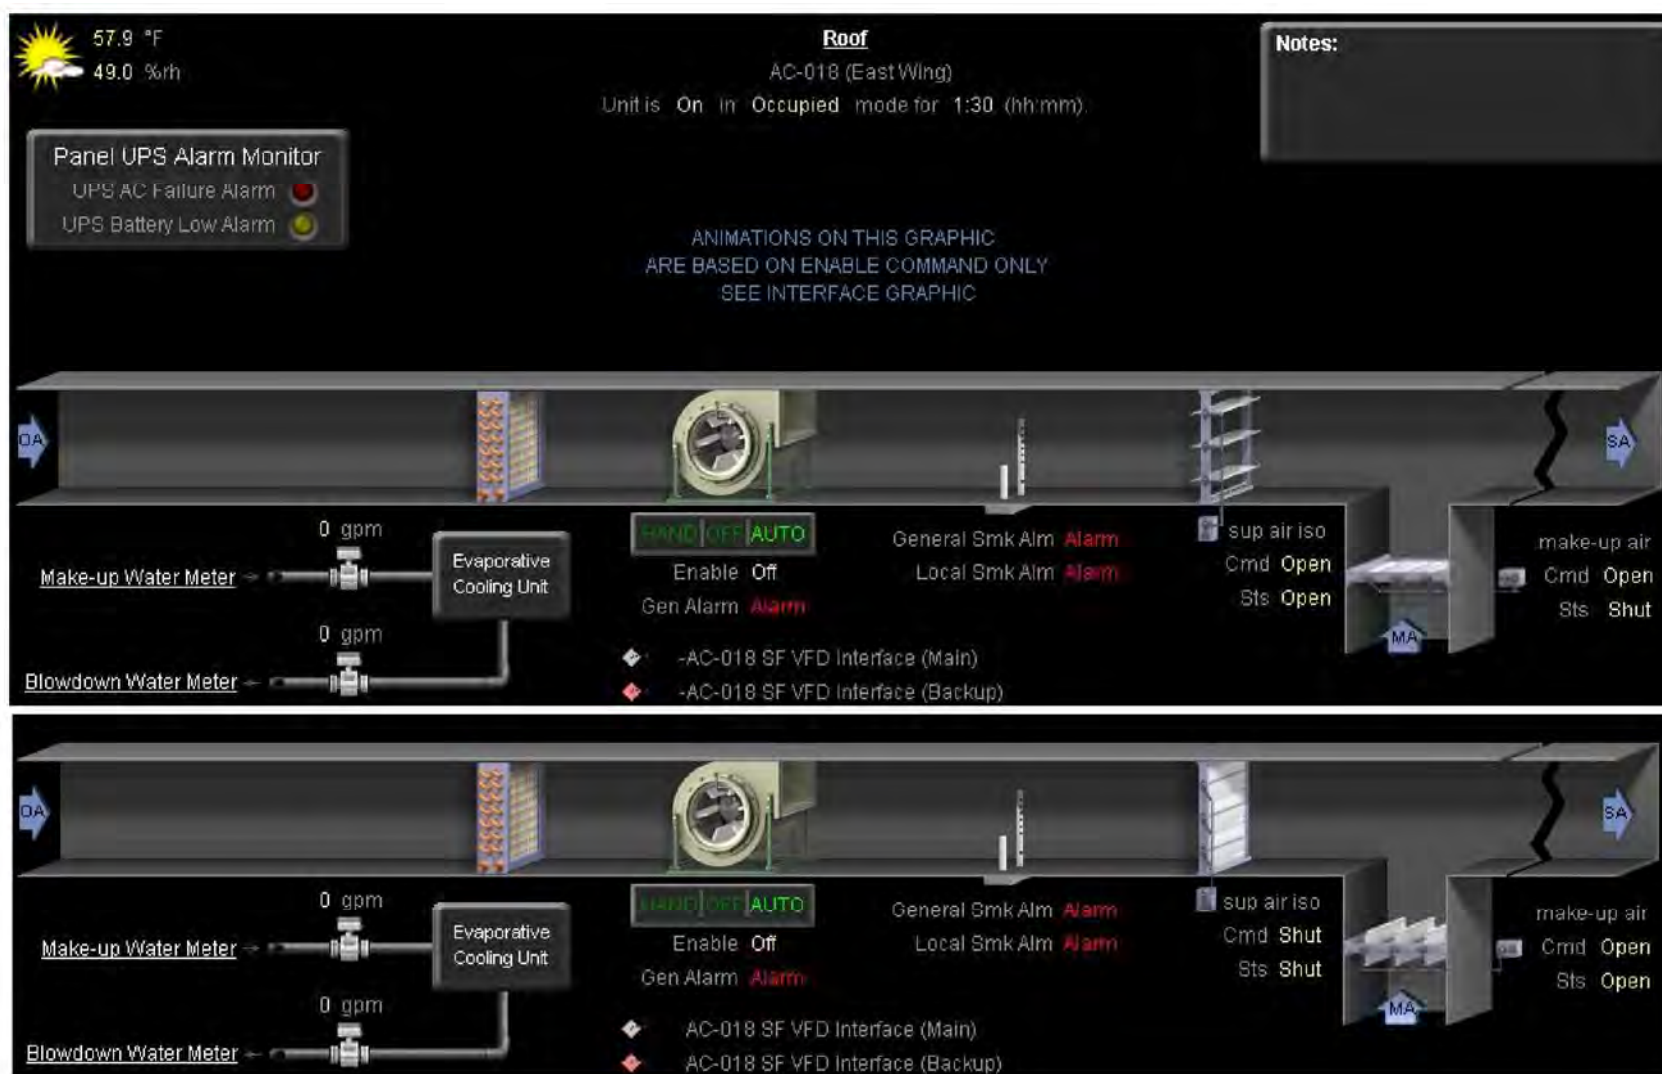 57.9 °F
49.0 %rh
Roof
AC-018 (East Wing)
Unit is On in Occupied mode for 1:30 (hh:mm)
Notes:
Panel UPS Alarm Monitor
UPS AC Failure Alarm
UPS Battery Low Alarm
ANIMATIONS ON THIS GRAPHIC
ARE BASED ON ENABLE COMMAND ONLY
SEE INTERFACE GRAPHIC
OA
SA
0 gpm
Make-up Water Meter
Evaporative
Cooling Unit
0 gpm
Blowdown Water Meter
HAND OFF AUTO
Enable Off
Gen Alarm Alarm
-AC-018 SF VFD Interface (Main)
-AC-018 SF VFD Interface (Backup)
General Smk Alm Alarm
Local Smk Alm Alarm
sup air iso
Cmd Open
Sts Open
make-up air
Cmd Open
Sts Shut
MA
OA
SA
0 gpm
Make-up Water Meter
Evaporative
Cooling Unit
0 gpm
Blowdown Water Meter
HAND OFF AUTO
Enable Off
Gen Alarm Alarm
AC-018 SF VFD Interface (Main)
AC-018 SF VFD Interface (Backup)
General Smk Alm Alarm
Local Smk Alm Alarm
sup air iso
Cmd Shut
Sts Shut
make-up air
Cmd Open
Sts Open
MA